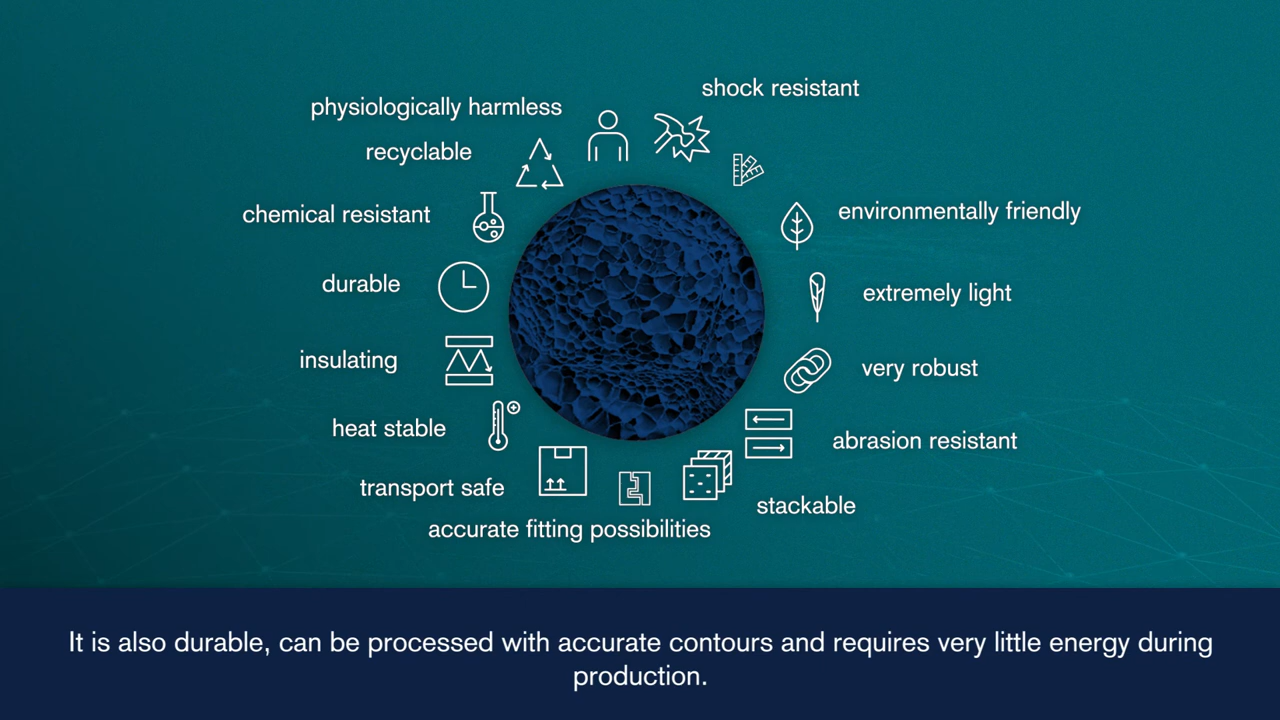 shock resistant
physiologically harmless
recyclable
chemical resistant
environmentally friendly
durable
extremely light
insulating
very robust
heat stable
abrasion resistant
transport safe
stackable
accurate fitting possibilities
It is also durable, can be processed with accurate contours and requires very little energy during
production.